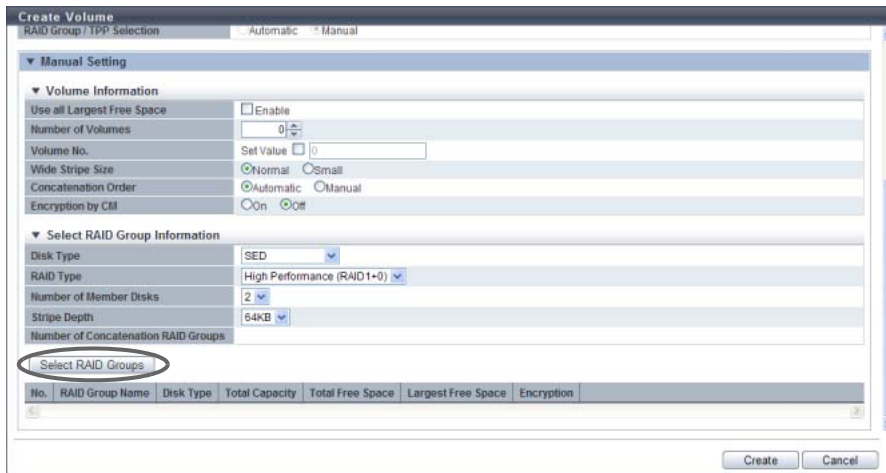 Create Volume
RAID Group / TPP Selection Automatic Manual
Manual Setting
Volume Information
Use all Largest Free Space Enable
Number of Volumes 0
Volume No. Set Value 0
Wide Stripe Size Normal Small
Concatenation Order Automatic Manual
Encryption by CM On Off
Select RAID Group Information
Disk Type SED
RAID Type High Performance (RAID1+0)
Number of Member Disks 2
Stripe Depth 64KB
Number of Concatenation RAID Groups
Select RAID Groups
No. RAID Group Name Disk Type Total Capacity Total Free Space Largest Free Space Encryption
Create Cancel